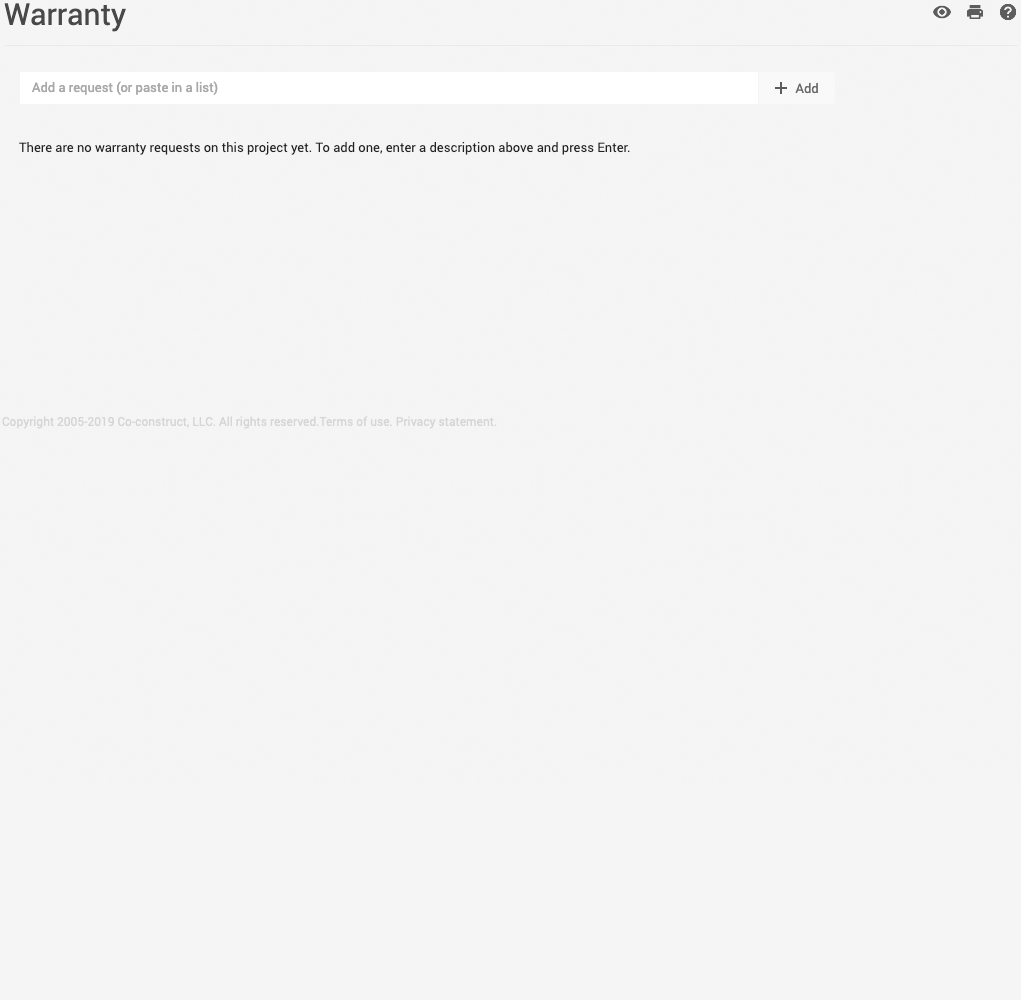 Warranty
Add a request (or paste in a list)
Add
There are no warranty requests on this project yet. To add one, enter a description above and press Enter.
Copyright 2005-2019 Co-construct, LLC. All rights reserved.Terms of use. Privacy statement.